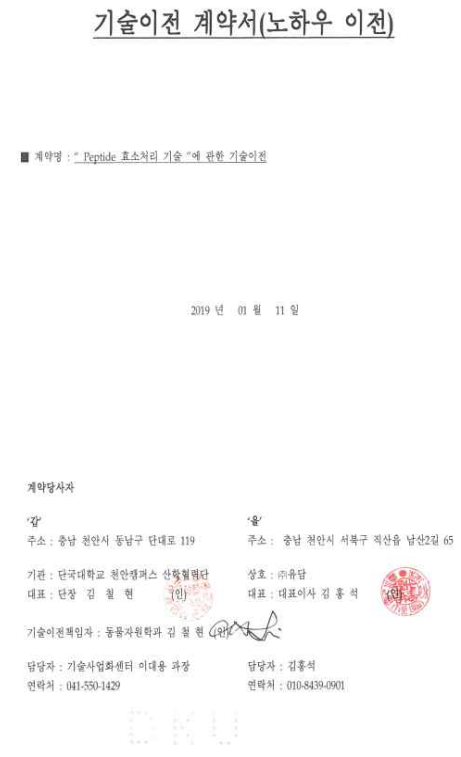 기술이전 계약서(노하우 이전)
■ 계약명 : " Peptide 효소처리 기술 "에 관한 기술이전
2019 년 01 월 11 일
계약당사자
'갑'
주소 : 충남 천안시 동남구 단대로 119
기관 : 단국대학교 천안캠퍼스 산학협력단
대표 : 단장 김 철 현 (인)
기술이전책임자 : 동물자원학과 김 철 현 (인)
담당자 : 기술사업화센터 이대용 과장
연락처 : 041-550-1429
'을'
주소 : 충남 천안시 서북구 직산읍 남산2길 65
상호 : ㈜유담
대표 : 대표이사 김 홍 석 (인)
담당자 : 김홍석
연락처 : 010-8439-0901
DKU